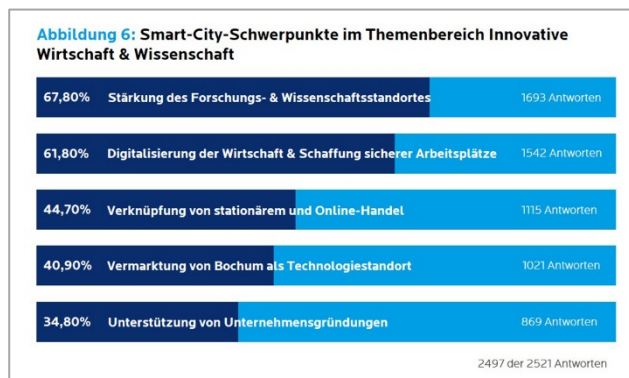 Abbildung 6: Smart-City-Schwerpunkte im Themenbereich Innovative
Wirtschaft & Wissenschaft
67,80% Stärkung des Forschungs- & Wissenschaftsstandortes 1693 Antworten
61,80% Digitalisierung der Wirtschaft & Schaffung sicherer Arbeitsplätze 1542 Antworten
44,70% Verknüpfung von stationärem und Online-Handel 1115 Antworten
40,90% Vermarktung von Bochum als Technologiestandort 1021 Antworten
34,80% Unterstützung von Unternehmensgründungen 869 Antworten
2497 der 2521 Antworten